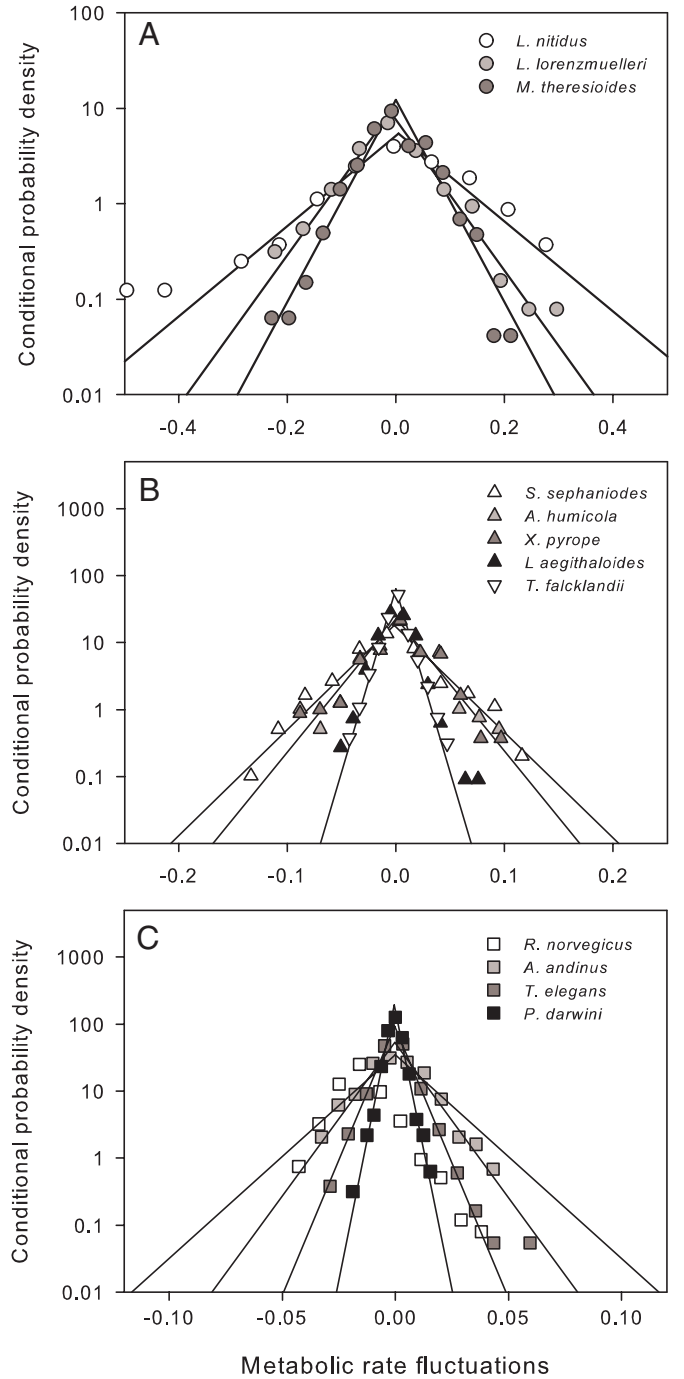 A
Conditional probability density
100
10
1
0.1
0.01
-0.4
-0.2
0.0
0.2
0.4
L. nitidus
L. lorenzmuelleri
M. theresioides
B
Conditional probability density
1000
100
10
1
0.1
0.01
-0.2
-0.1
0.0
0.1
0.2
S. sephaniodes
A. humicola
X. pyrope
L aegithaloides
T. falcklandii
C
Conditional probability density
1000
100
10
1
0.1
0.01
-0.10
-0.05
0.00
0.05
0.10
R. norvegicus
A. andinus
T. elegans
P. darwini
Metabolic rate fluctuations